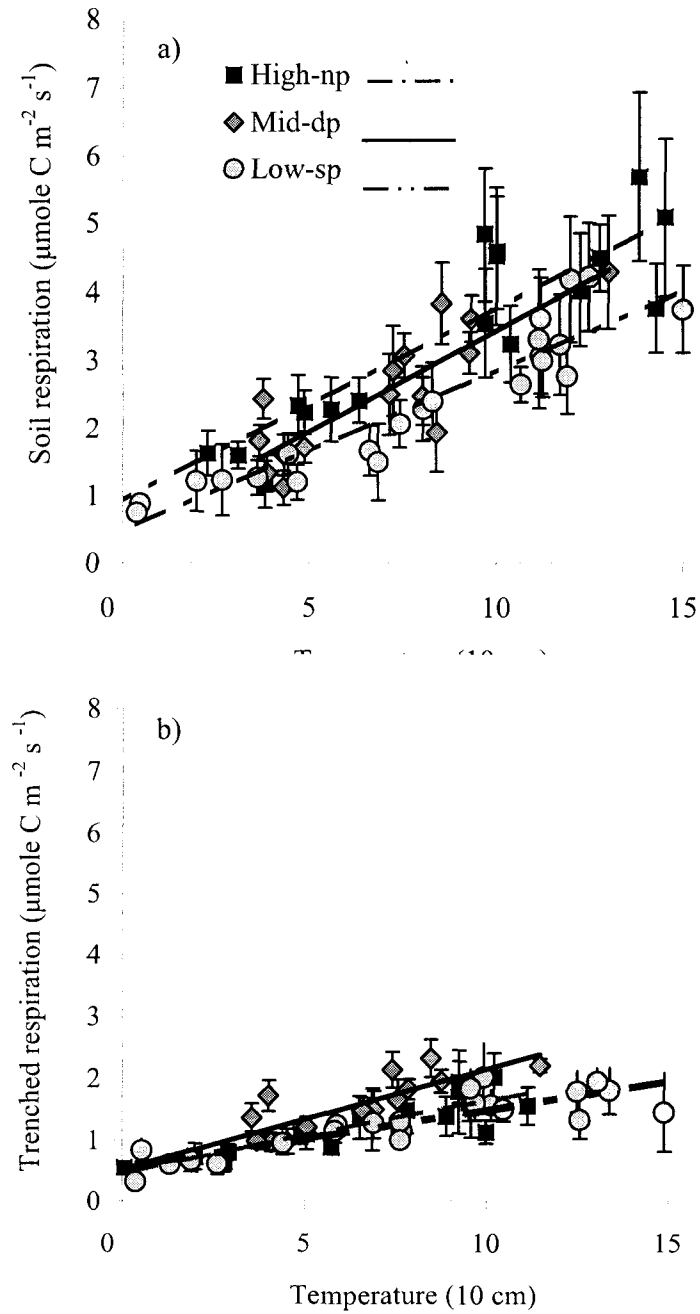 8
a)
7
High-np
Mid-dp
6
Low-sp
5
4
3
2
1
0
Soil respiration (µmole C m⁻² s⁻¹)
0 5 10 15
8
b)
7
6
5
4
3
2
1
0
Trenched respiration (µmole C m⁻² s⁻¹)
0 5 10 15
Temperature (10 cm)